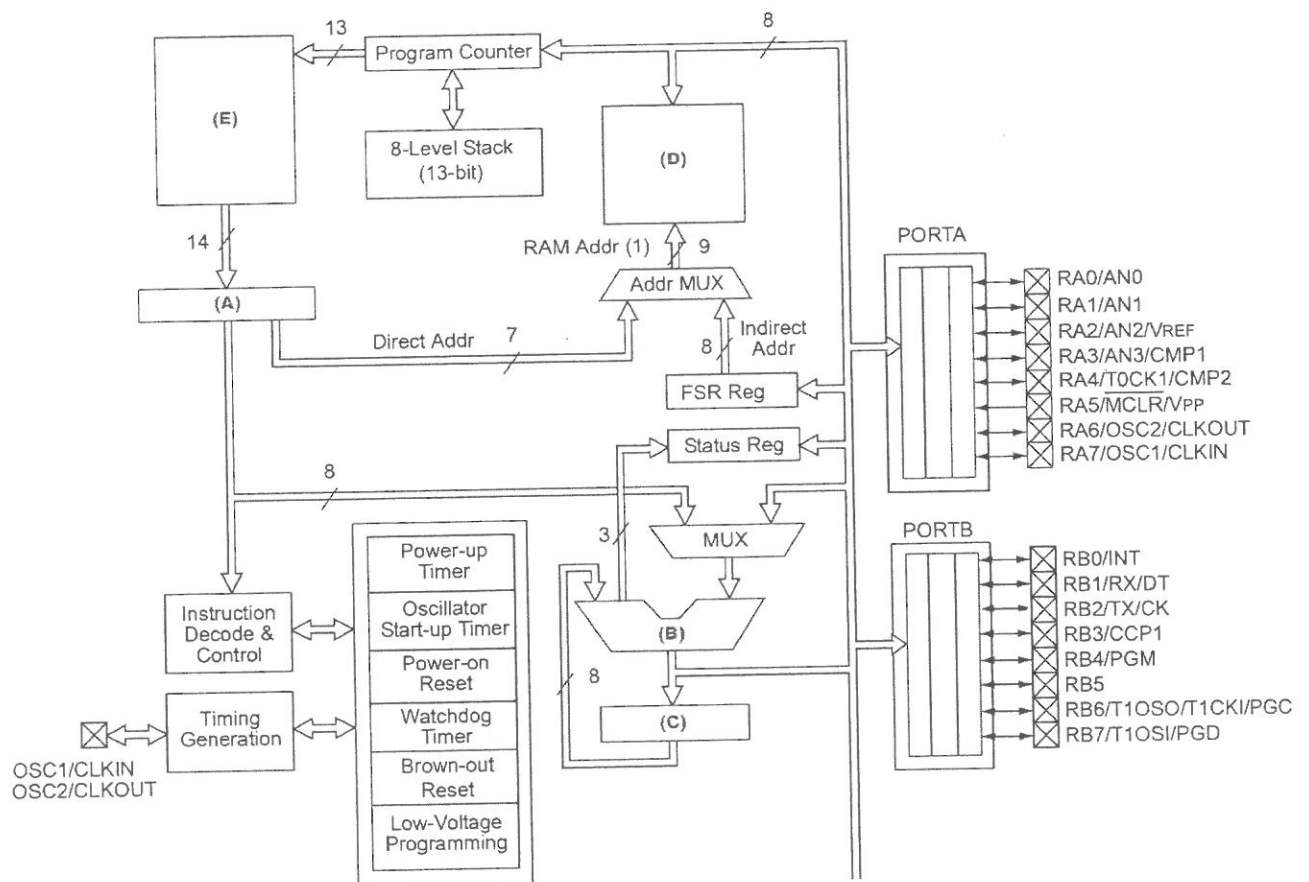 13
Program Counter
8
(E)
8-Level Stack
(13-bit)
(D)
14
RAM Addr (1)
9
PORTA
(A)
Addr MUX
Direct Addr
7
8
Indirect
Addr
FSR Reg
Status Reg
RA0/AN0
RA1/AN1
RA2/AN2/VREF
RA3/AN3/CMP1
RA4/T0CK1/CMP2
RA5/MCLR/VPP
RA6/OSC2/CLKOUT
RA7/OSC1/CLKIN
8
3
MUX
PORTB
Power-up
Timer
Oscillator
Start-up Timer
Power-on
Reset
Watchdog
Timer
Brown-out
Reset
Low-Voltage
Programming
Instruction
Decode &
Control
Timing
Generation
OSC1/CLKIN
OSC2/CLKOUT
(B)
8
(C)
RB0/INT
RB1/RX/DT
RB2/TX/CK
RB3/CCP1
RB4/PGM
RB5
RB6/T1OSO/T1CKI/PGC
RB7/T1OSI/PGD